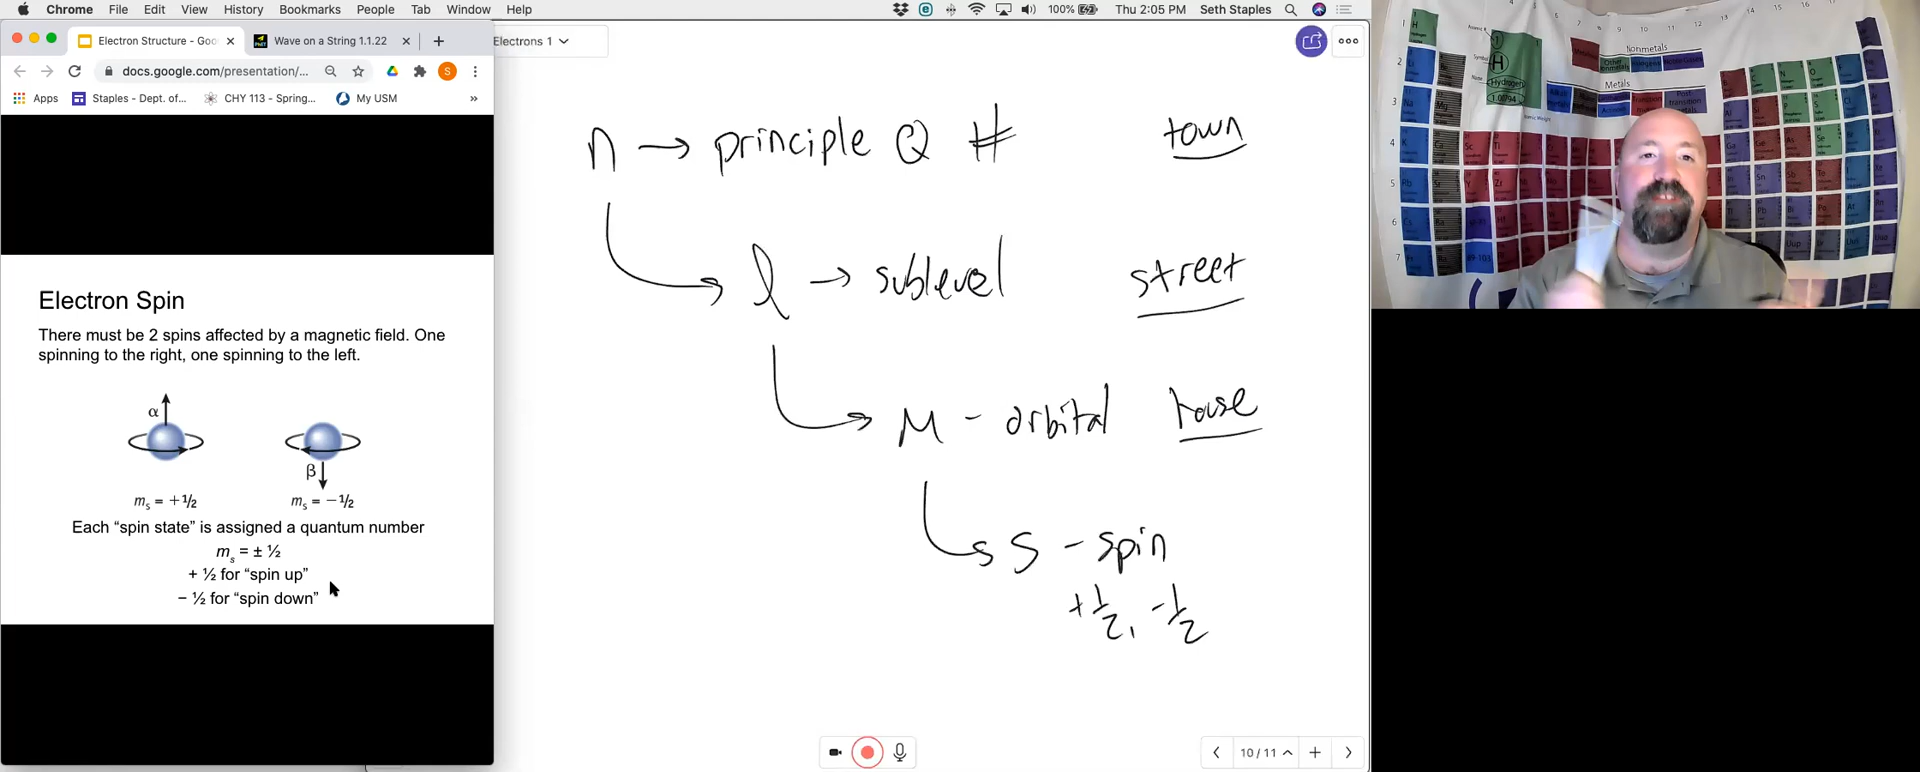 Chrome File Edit View History Bookmarks People Tab Window Help 100% Thu 2:05 PM Seth Staples
Electron Structure - Goo Wave on a String 1.1.22
docs.google.com/presentation/...
Apps Staples - Dept. of... CHY 113 - Spring... My USM »
Electron Spin
There must be 2 spins affected by a magnetic field. One
spinning to the right, one spinning to the left.
α
β
mₛ = +½ mₛ = −½
Each “spin state” is assigned a quantum number
mₛ = ± ½
+ ½ for “spin up”
− ½ for “spin down”
Electrons 1
n → principle Q # town
l → sublevel street
M - orbital house
S - spin
+1/2, -1/2
10 / 11
Nonmetals
Metals
H
Hydrogen
1.00794